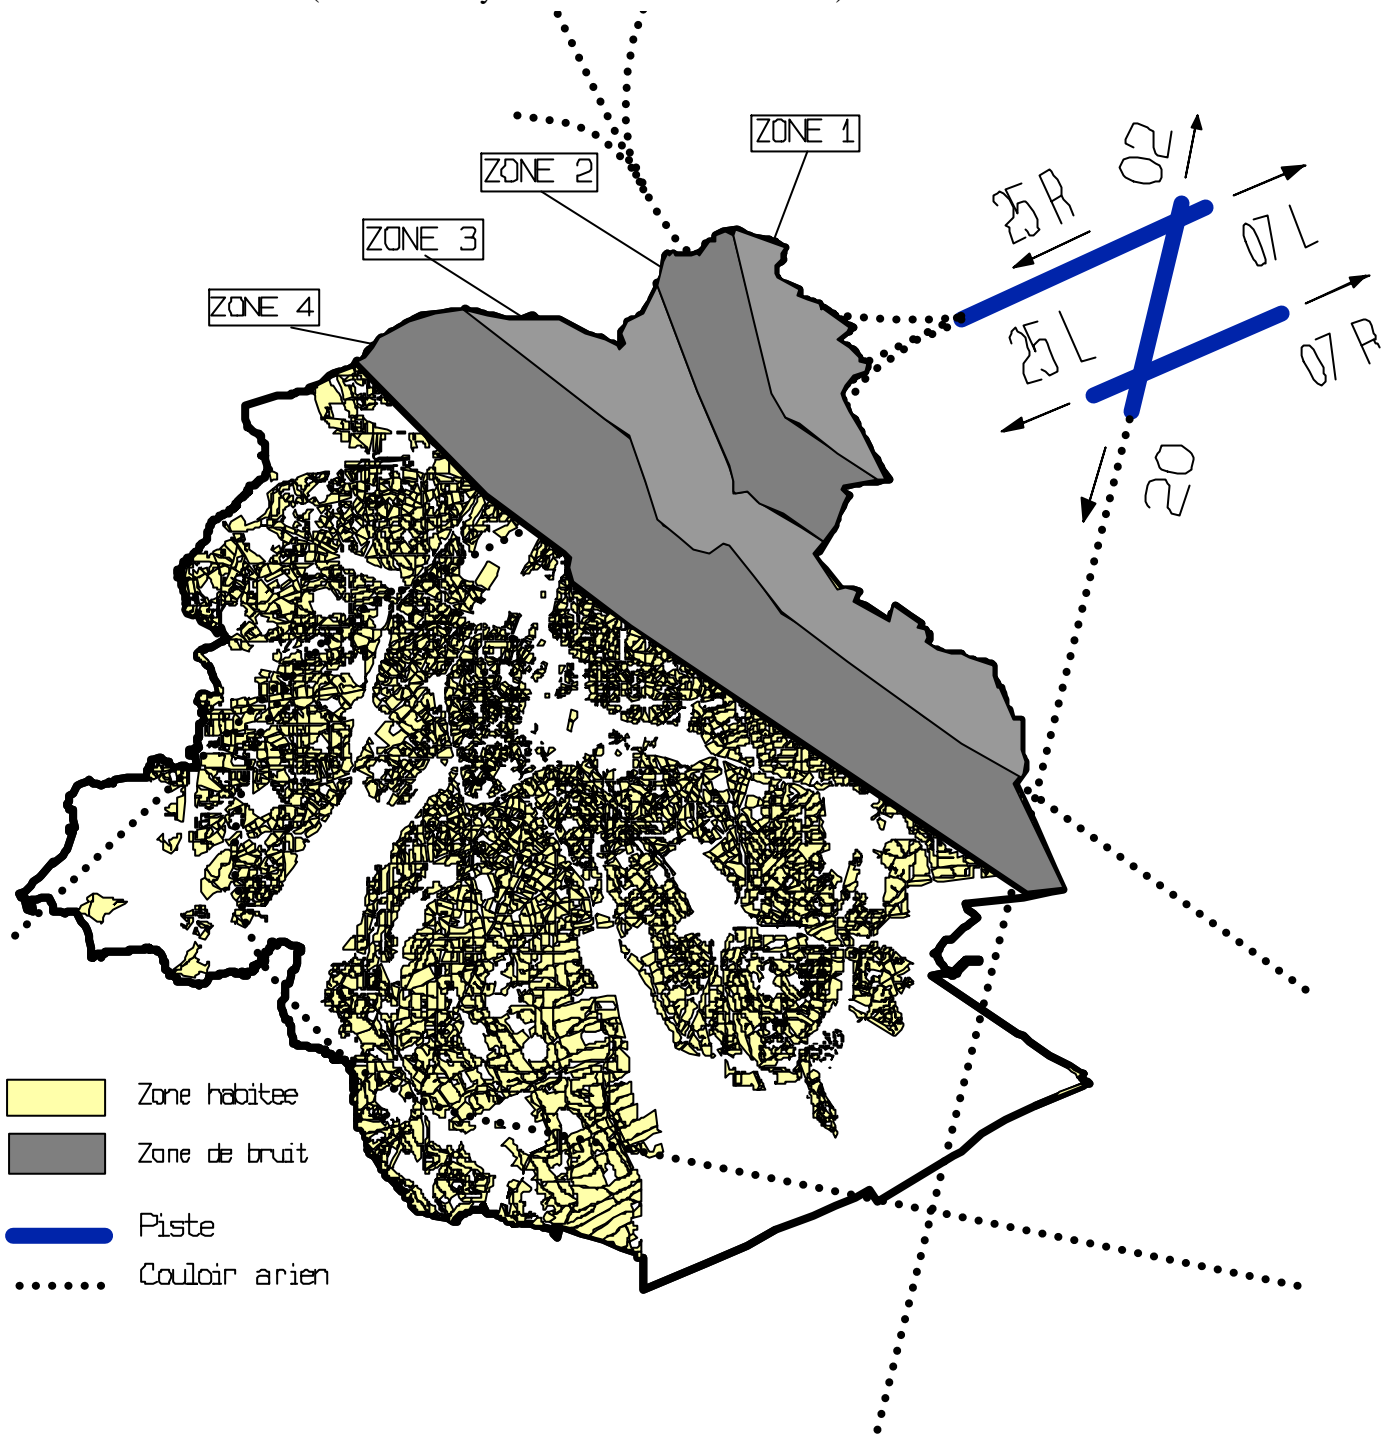 ZONE 1
ZONE 2
ZONE 3
ZONE 4
02
25 R
07 L
25 L
07 R
20
Zone habitee
Zone de bruit
Piste
Couloir arien